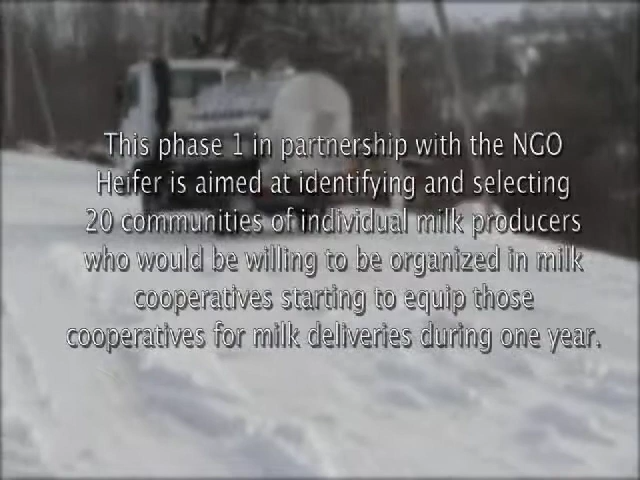 This phase 1 in partnership with the NGO
Heifer is aimed at identifying and selecting
20 communities of individual milk producers
who would be willing to be organized in milk
cooperatives starting to equip those
cooperatives for milk deliveries during one year.